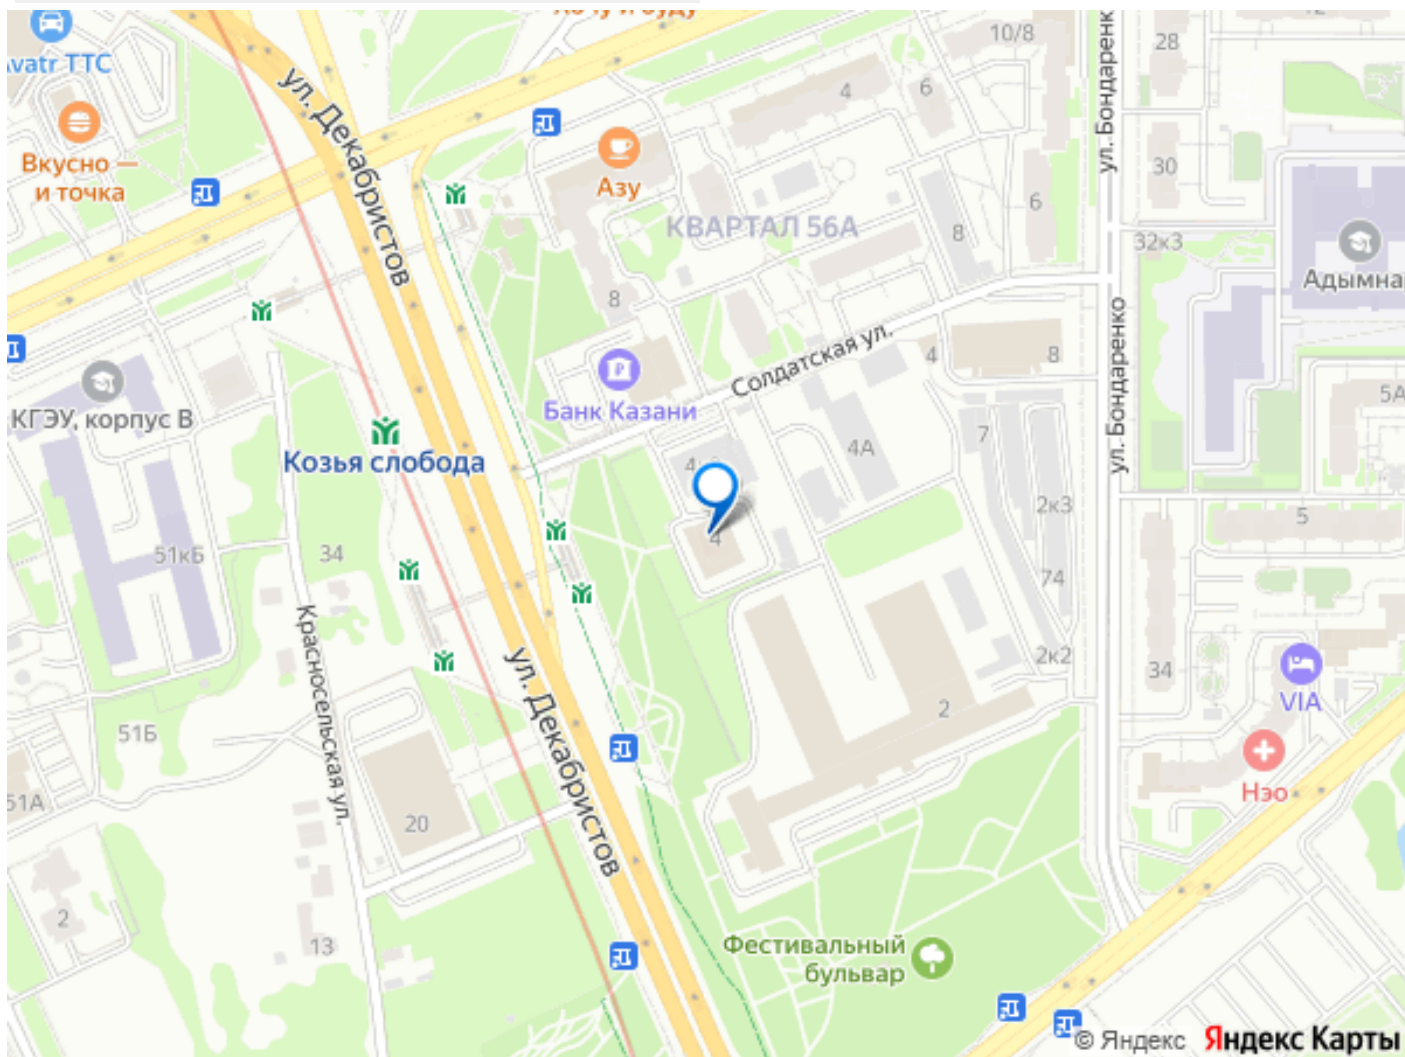 10/8
28
ул. Бондаренко
Avatr ТТС
ул. Декабристов
4
6
Вкусно —
и точка
Азу
30
КВАРТАЛ 56А
6
8
32к3
8
Солдатская ул.
4
8
ул. Бондаренко
Банк Казани
5А
КГЭУ, корпус В
Козья слобода
7
4А
2к3
5
4
51кБ
34
74
Красносельская ул.
2к2
34
VIA
ул. Декабристов
2
51Б
Нэо
51А
20
2
13
Фестивальный
бульвар
© Яндекс Яндекс Карты